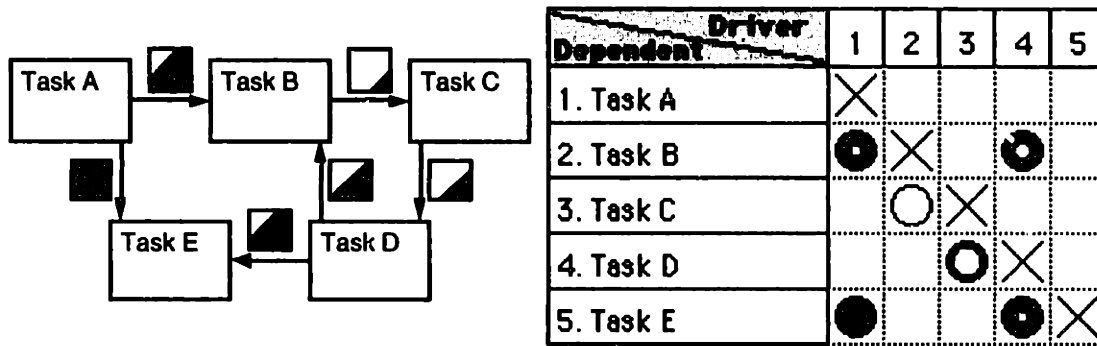 Task A
Task B
Task C
Task E
Task D
Driver
Dependent
1 2 3 4 5
1. Task A
2. Task B
3. Task C
4. Task D
5. Task E